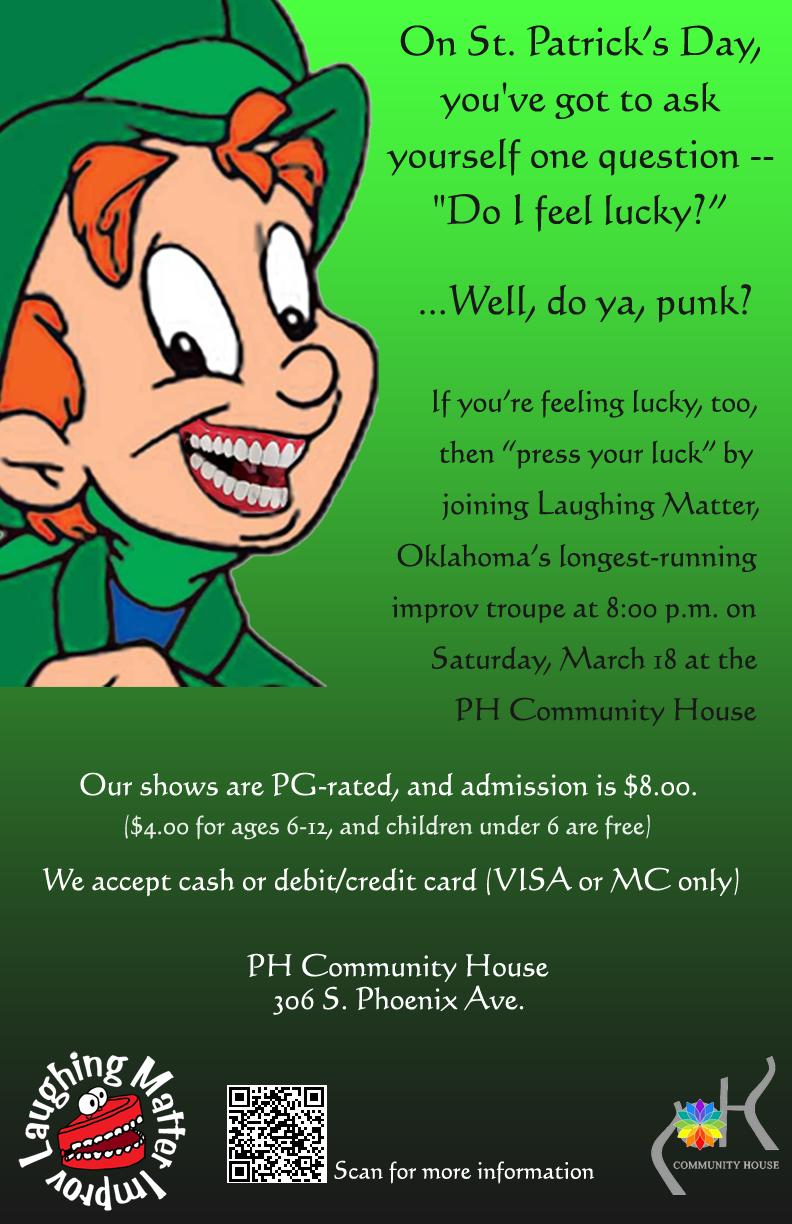 On St. Patrick’s Day,
you've got to ask
yourself one question --
"Do I feel lucky?”
...Well, do ya, punk?
If you’re feeling lucky, too,
then “press your luck” by
joining Laughing Matter,
Oklahoma’s longest-running
improv troupe at 8:00 p.m. on
Saturday, March 18 at the
PH Community House
Our shows are PG-rated, and admission is $8.00.
($4.00 for ages 6-12, and children under 6 are free)
We accept cash or debit/credit card (VISA or MC only)
PH Community House
306 S. Phoenix Ave.
Laughing Matter Improv
Scan for more information
COMMUNITY HOUSE